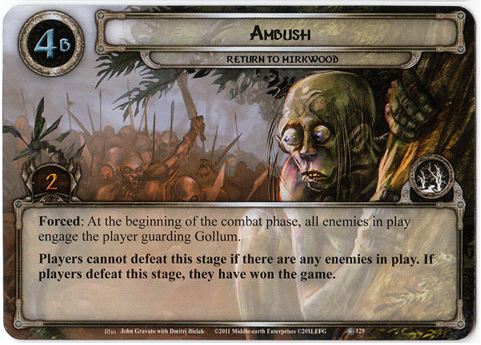 4B
AMBUSH
RETURN TO MIRKWOOD
2
Forced: At the beginning of the combat phase, all enemies in play
engage the player guarding Gollum.
Players cannot defeat this stage if there are any enemies in play. If
players defeat this stage, they have won the game.
Illus. John Gravato with Dmitri Bielak ©2011 Middle-earth Enterprises ©2011 FFG 129